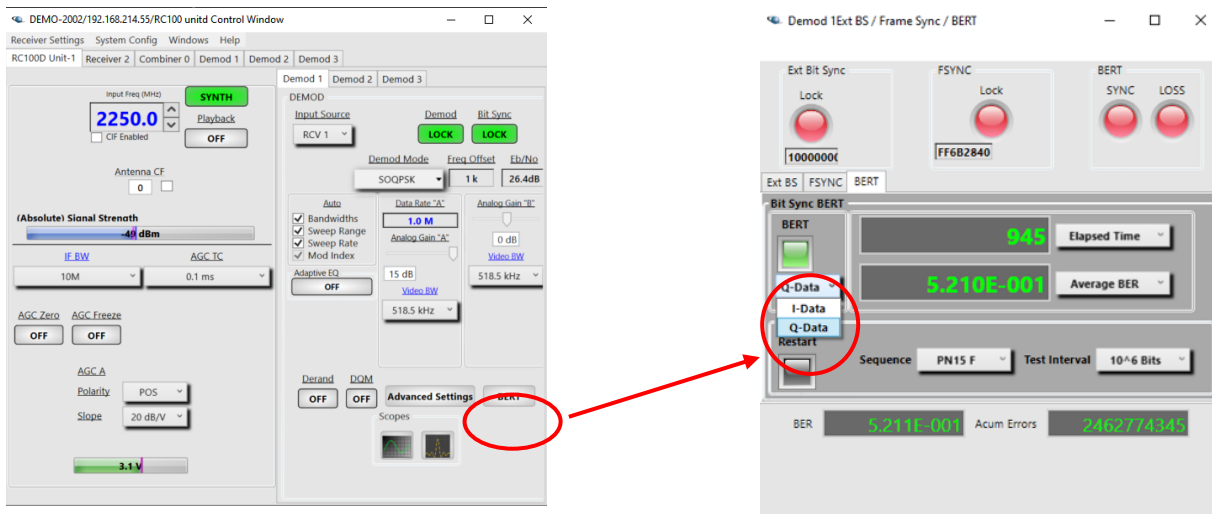 DEMO-2002/192.168.214.55/RC100 unitd Control Window
Receiver Settings System Config Windows Help
RC100D Unit-1 Receiver 2 Combiner 0 Demod 1 Demod 2 Demod 3
Input Freq (MHz)
SYNTH
2250.0
Playback
CIF Enabled
OFF
Antenna CF
0
(Absolute) Signal Strength
-49 dBm
IF BW AGC TC
10M 0.1 ms
AGC Zero AGC Freeze
OFF OFF
AGC A
Polarity POS
Slope 20 dB/V
3.1 V
Demod 1 Demod 2 Demod 3
DEMOD
Input Source Demod Bit Sync
RCV 1 LOCK LOCK
Demod Mode Freq Offset Eb/No
SOQPSK 1 k 26.4dB
Auto Data Rate "A" Analog Gain "B"
Bandwidths
1.0 M
Sweep Range
Analog Gain "A"
Sweep Rate
0 dB
Mod Index
Video BW
Adaptive EQ
15 dB
518.5 kHz
OFF
Video BW
518.5 kHz
Derand DQM
OFF OFF Advanced Settings BERT
Scopes
Demod 1Ext BS / Frame Sync / BERT
Ext Bit Sync FSYNC BERT
Lock Lock SYNC LOSS
1000000(
FF6B2840
Ext BS FSYNC BERT
Bit Sync BERT
BERT
945 Elapsed Time
Q-Data
5.210E-001 Average BER
I-Data
Q-Data
Restart
Sequence PN15 F Test Interval 10^6 Bits
BER 5.211E-001 Acum Errors 2462774345